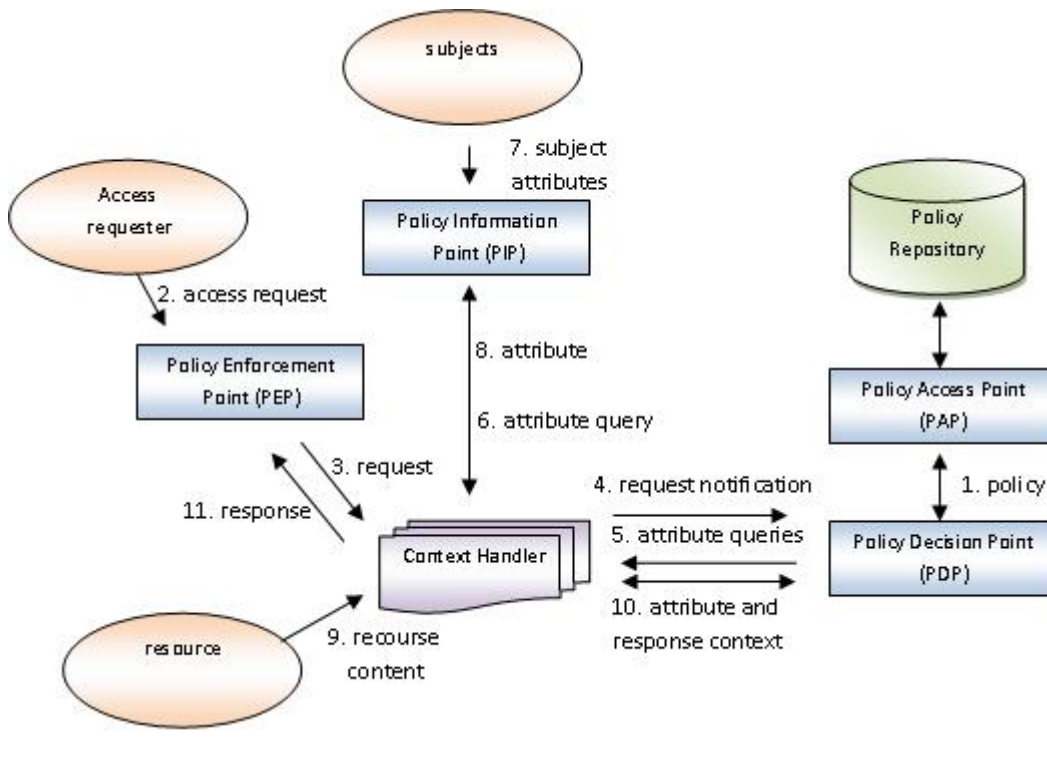 subjects
7. subject
attributes
Access
requester
Policy Information
Point (PIP)
Policy
Repository
2. access request
Policy Enforcement
Point (PEP)
8. attribute
Policy Access Point
(PAP)
6. attribute query
3. request
4. request notification
1. policy
11. response
5. attribute queries
Context Handler
Policy Decision Point
(PDP)
10. attribute and
response context
9. recourse
content
resource